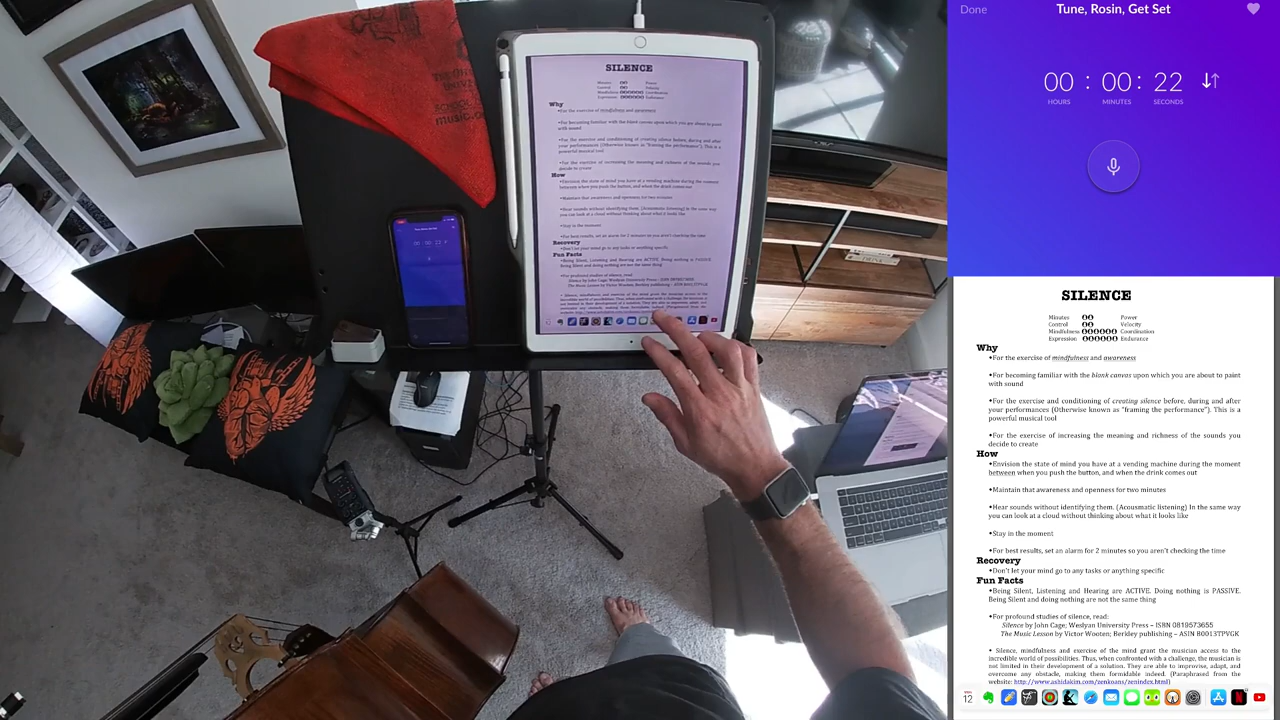 Done
Tune, Rosin, Get Set
00 : 00 : 22
HOURS MINUTES SECONDS
SILENCE
Minutes OO Power
Control OO Velocity
Mindfulness OOOOOO Coordination
Expression OOOOOO Endurance
Why
•For the exercise of mindfulness and awareness
•For becoming familiar with the blank canvas upon which you are about to paint
with sound
•For the exercise and conditioning of creating silence before, during and after
your performances (Otherwise known as "framing the performance"). This is a
powerful musical tool
•For the exercise of increasing the meaning and richness of the sounds you
decide to create
How
•Envision the state of mind you have at a vending machine during the moment
between when you push the button, and when the drink comes out
•Maintain that awareness and openness for two minutes
•Hear sounds without identifying them. (Acousmatic listening) In the same way
you can look at a cloud without thinking about what it looks like
•Stay in the moment
•For best results, set an alarm for 2 minutes so you aren't checking the time
Recovery
•Don't let your mind go to any tasks or anything specific
Fun Facts
•Being Silent, Listening and Hearing are ACTIVE. Doing nothing is PASSIVE.
Being Silent and doing nothing are not the same thing
•For profound studies of silence, read:
Silence by John Cage; Weslyan University Press – ISBN 0819573655
The Music Lesson by Victor Wooten; Berkley publishing – ASIN B0013TPVGK
• Silence, mindfulness and exercise of the mind grant the musician access to the
incredible world of possibilities. Thus, when confronted with a challenge, the musician is
not limited in their development of a solution. They are able to improvise, adapt, and
overcome any obstacle, making them formidable indeed. (Paraphrased from the
website: http://www.ashidakim.com/zenkoans/zenindex.html)
12